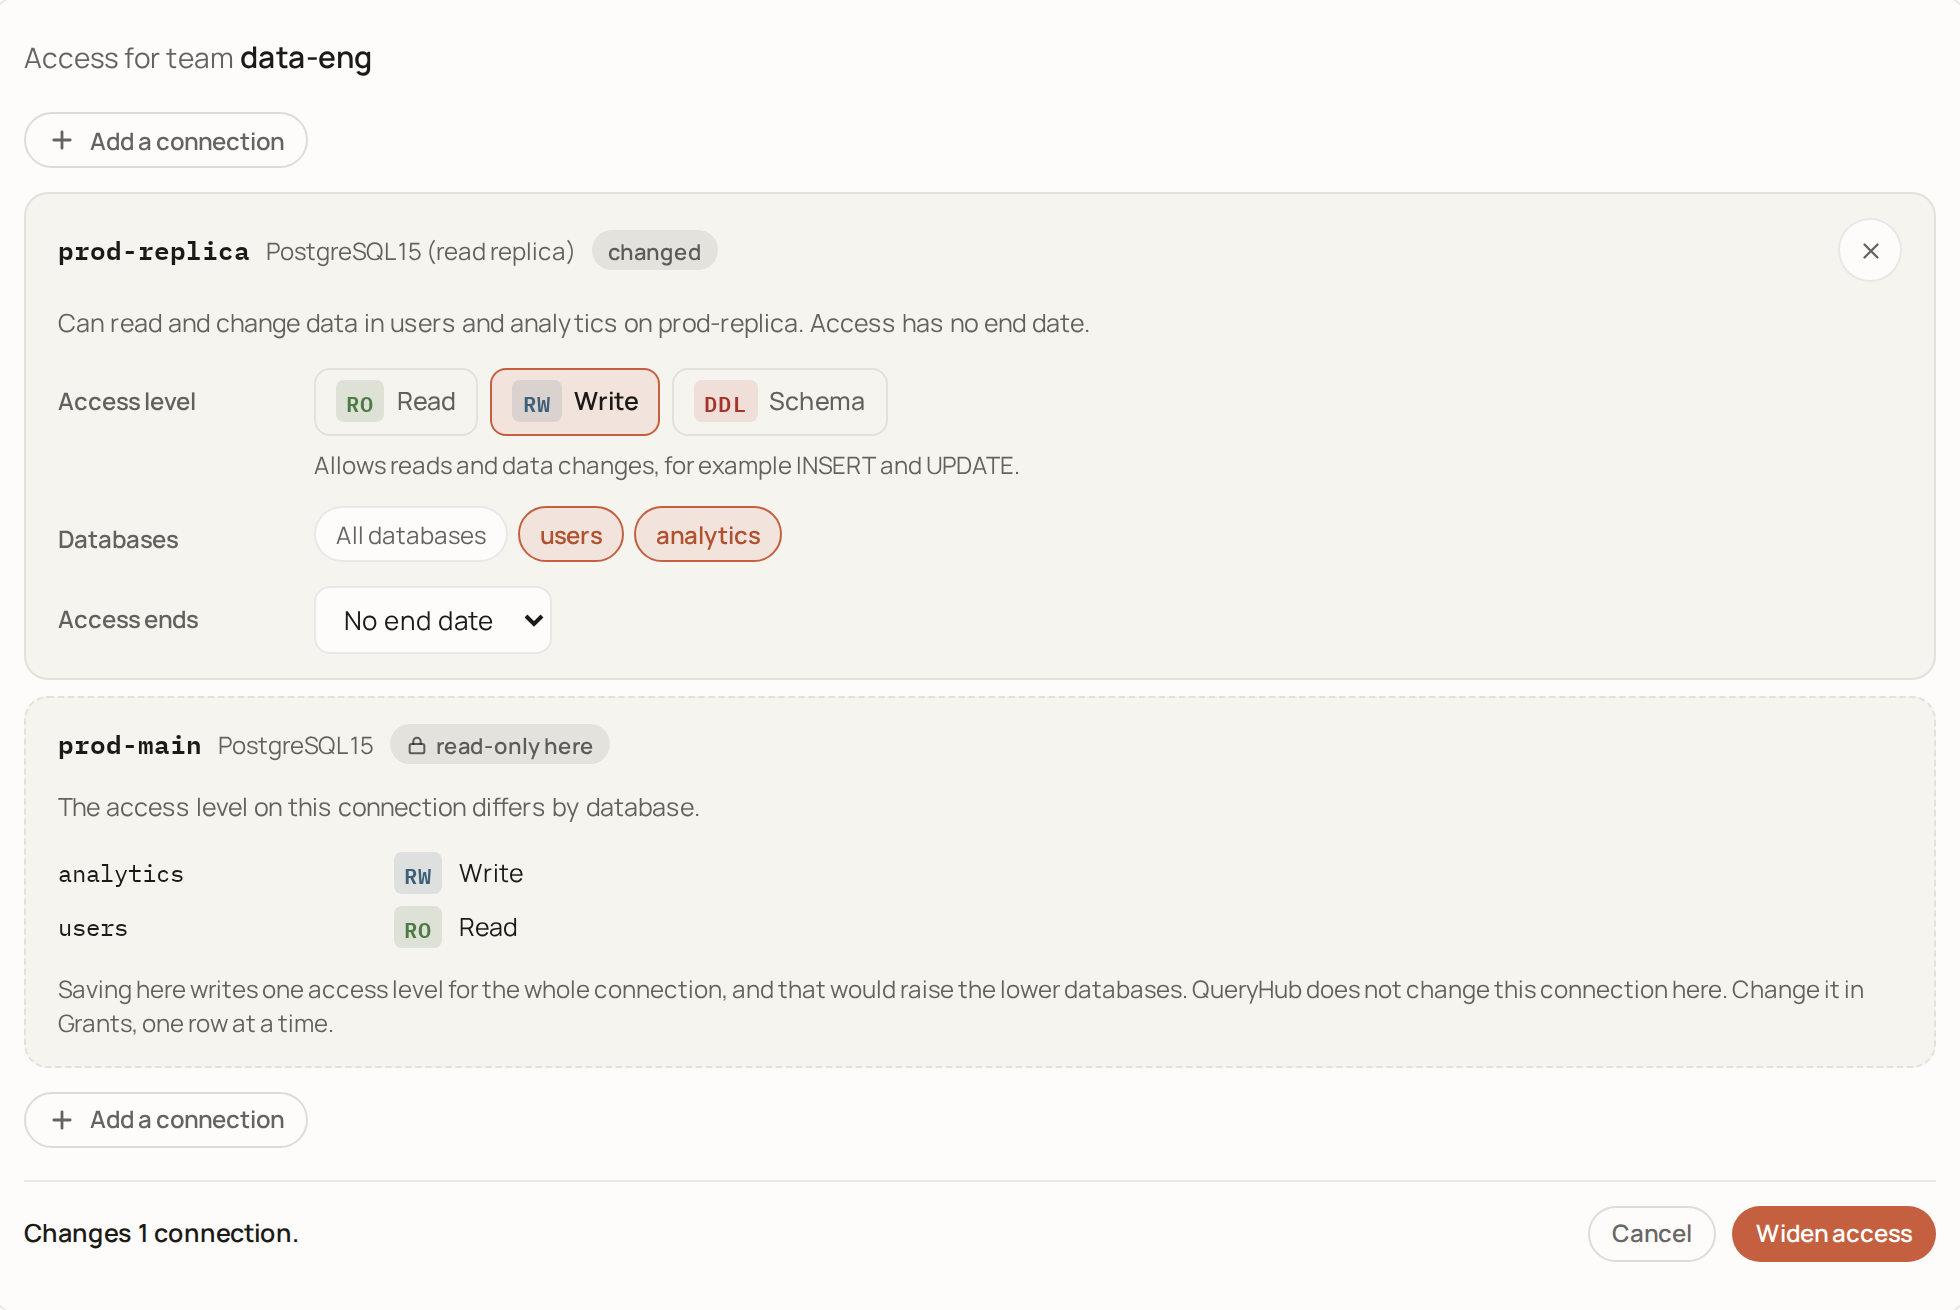 Access for team data-eng
Add a connection
prod-replica PostgreSQL15 (read replica) changed
Can read and change data in users and analytics on prod-replica. Access has no end date.
Access level RO Read RW Write DDL Schema
Allows reads and data changes, for example INSERT and UPDATE.
Databases All databases users analytics
Access ends No end date
prod-main PostgreSQL15 read-only here
The access level on this connection differs by database.
analytics RW Write
users RO Read
Saving here writes one access level for the whole connection, and that would raise the lower databases. QueryHub does not change this connection here. Change it in
Grants, one row at a time.
Add a connection
Changes 1 connection. Cancel Widen access